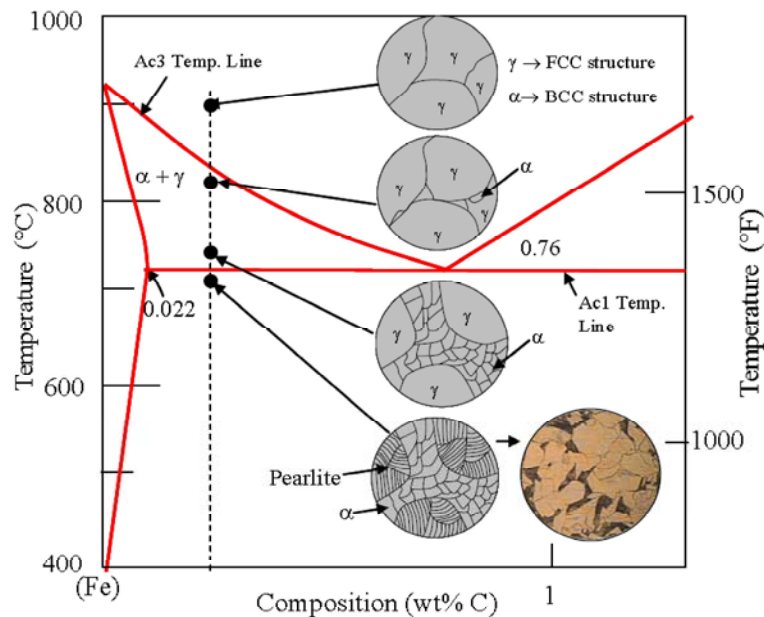 1000
Ac3 Temp. Line
γ
γ
γ
γ
γ
γ → FCC structure
α→ BCC structure
α + γ
γ
γ
γ
γ
α
800
1500
0.76
0.022
Ac1 Temp.
Line
γ
γ
γ
α
600
1000
Pearlite
α
400
(Fe)
1
Composition (wt% C)
Temperature (°C)
Temperature (°F)